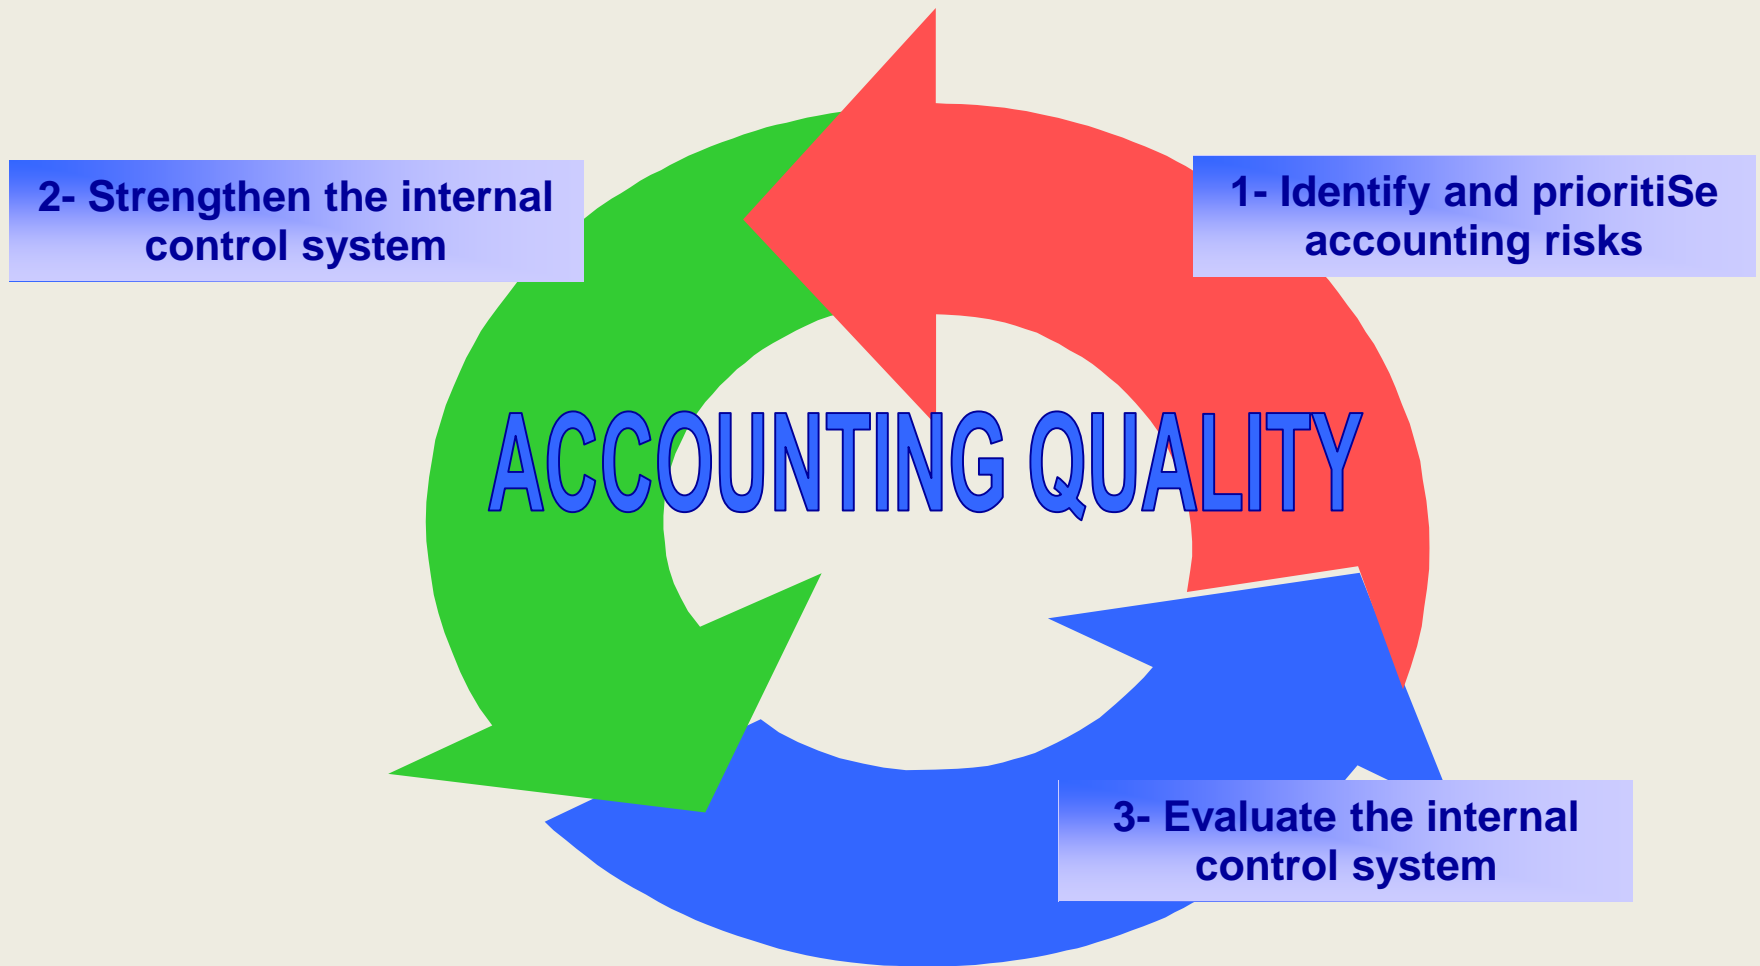 2- Strengthen the internal
control system
1- Identify and prioritiSe
accounting risks
ACCOUNTING QUALITY
3- Evaluate the internal
control system